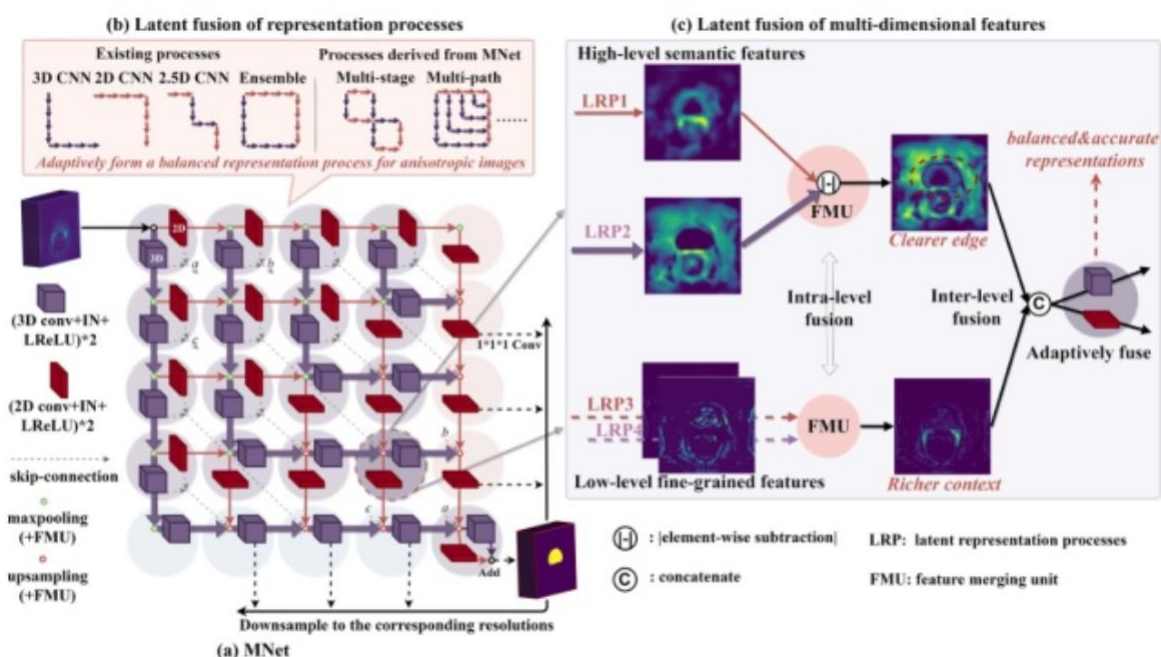 (b) Latent fusion of representation processes
Existing processes
3D CNN 2D CNN 2.5D CNN Ensemble
Processes derived from MNet
Multi-stage Multi-path
Adaptively form a balanced representation process for anisotropic images
2D
3D
a
b
c
(3D conv+IN+
LReLU)*2
(2D conv+IN+
LReLU)*2
skip-connection
maxpooling
(+FMU)
upsampling
(+FMU)
1*1*1 Conv
b
c
a
Add
Downsample to the corresponding resolutions
(a) MNet
(c) Latent fusion of multi-dimensional features
High-level semantic features
LRP1
LRP2
|-|
FMU
Clearer edge
balanced&accurate
representations
Intra-level
fusion
Inter-level
fusion
C
Adaptively fuse
LRP3
LRP4
FMU
Low-level fine-grained features
Richer context
|-| : |element-wise subtraction|
LRP: latent representation processes
C : concatenate
FMU: feature merging unit